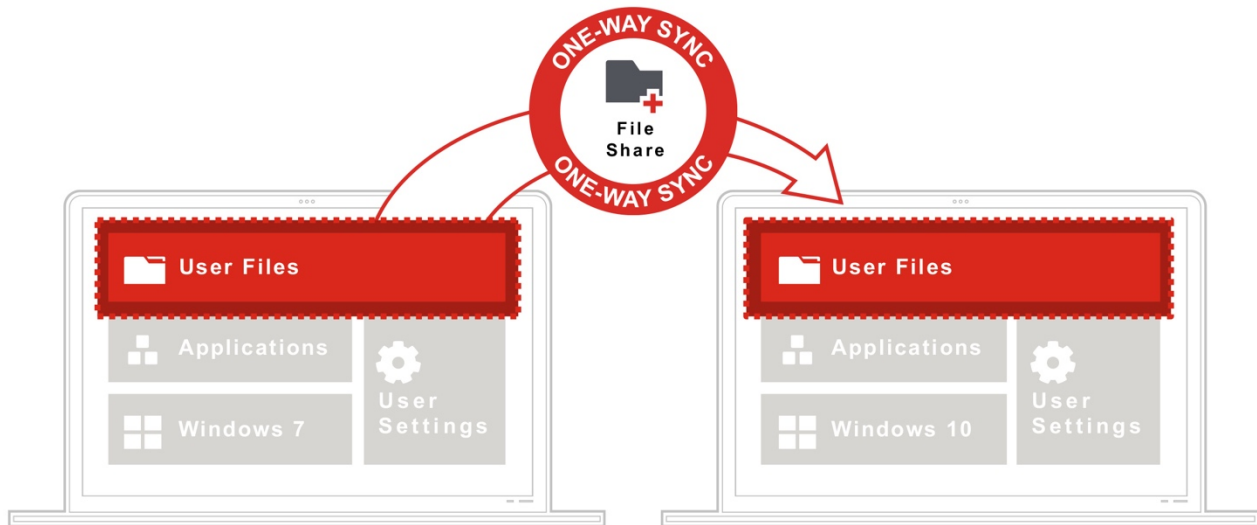 ONE-WAY SYNC
File
Share
ONE-WAY SYNC
User Files
Applications
User
Settings
Windows 7
User Files
Applications
User
Settings
Windows 10